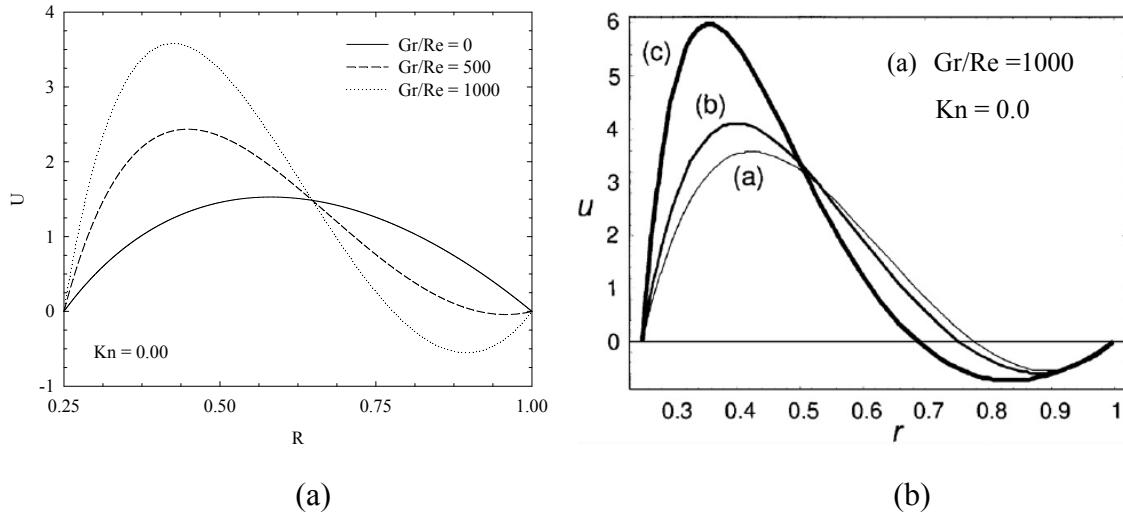 4
3
2
1
0
-1
U
Gr/Re = 0
Gr/Re = 500
Gr/Re = 1000
Kn = 0.00
0.25
0.50
0.75
1.00
R
(a)
6
5
4
3
2
1
0
u
(c)
(b)
(a)
(a) Gr/Re =1000
Kn = 0.0
0.3
0.4
0.5
0.6
0.7
0.8
0.9
1
r
(b)